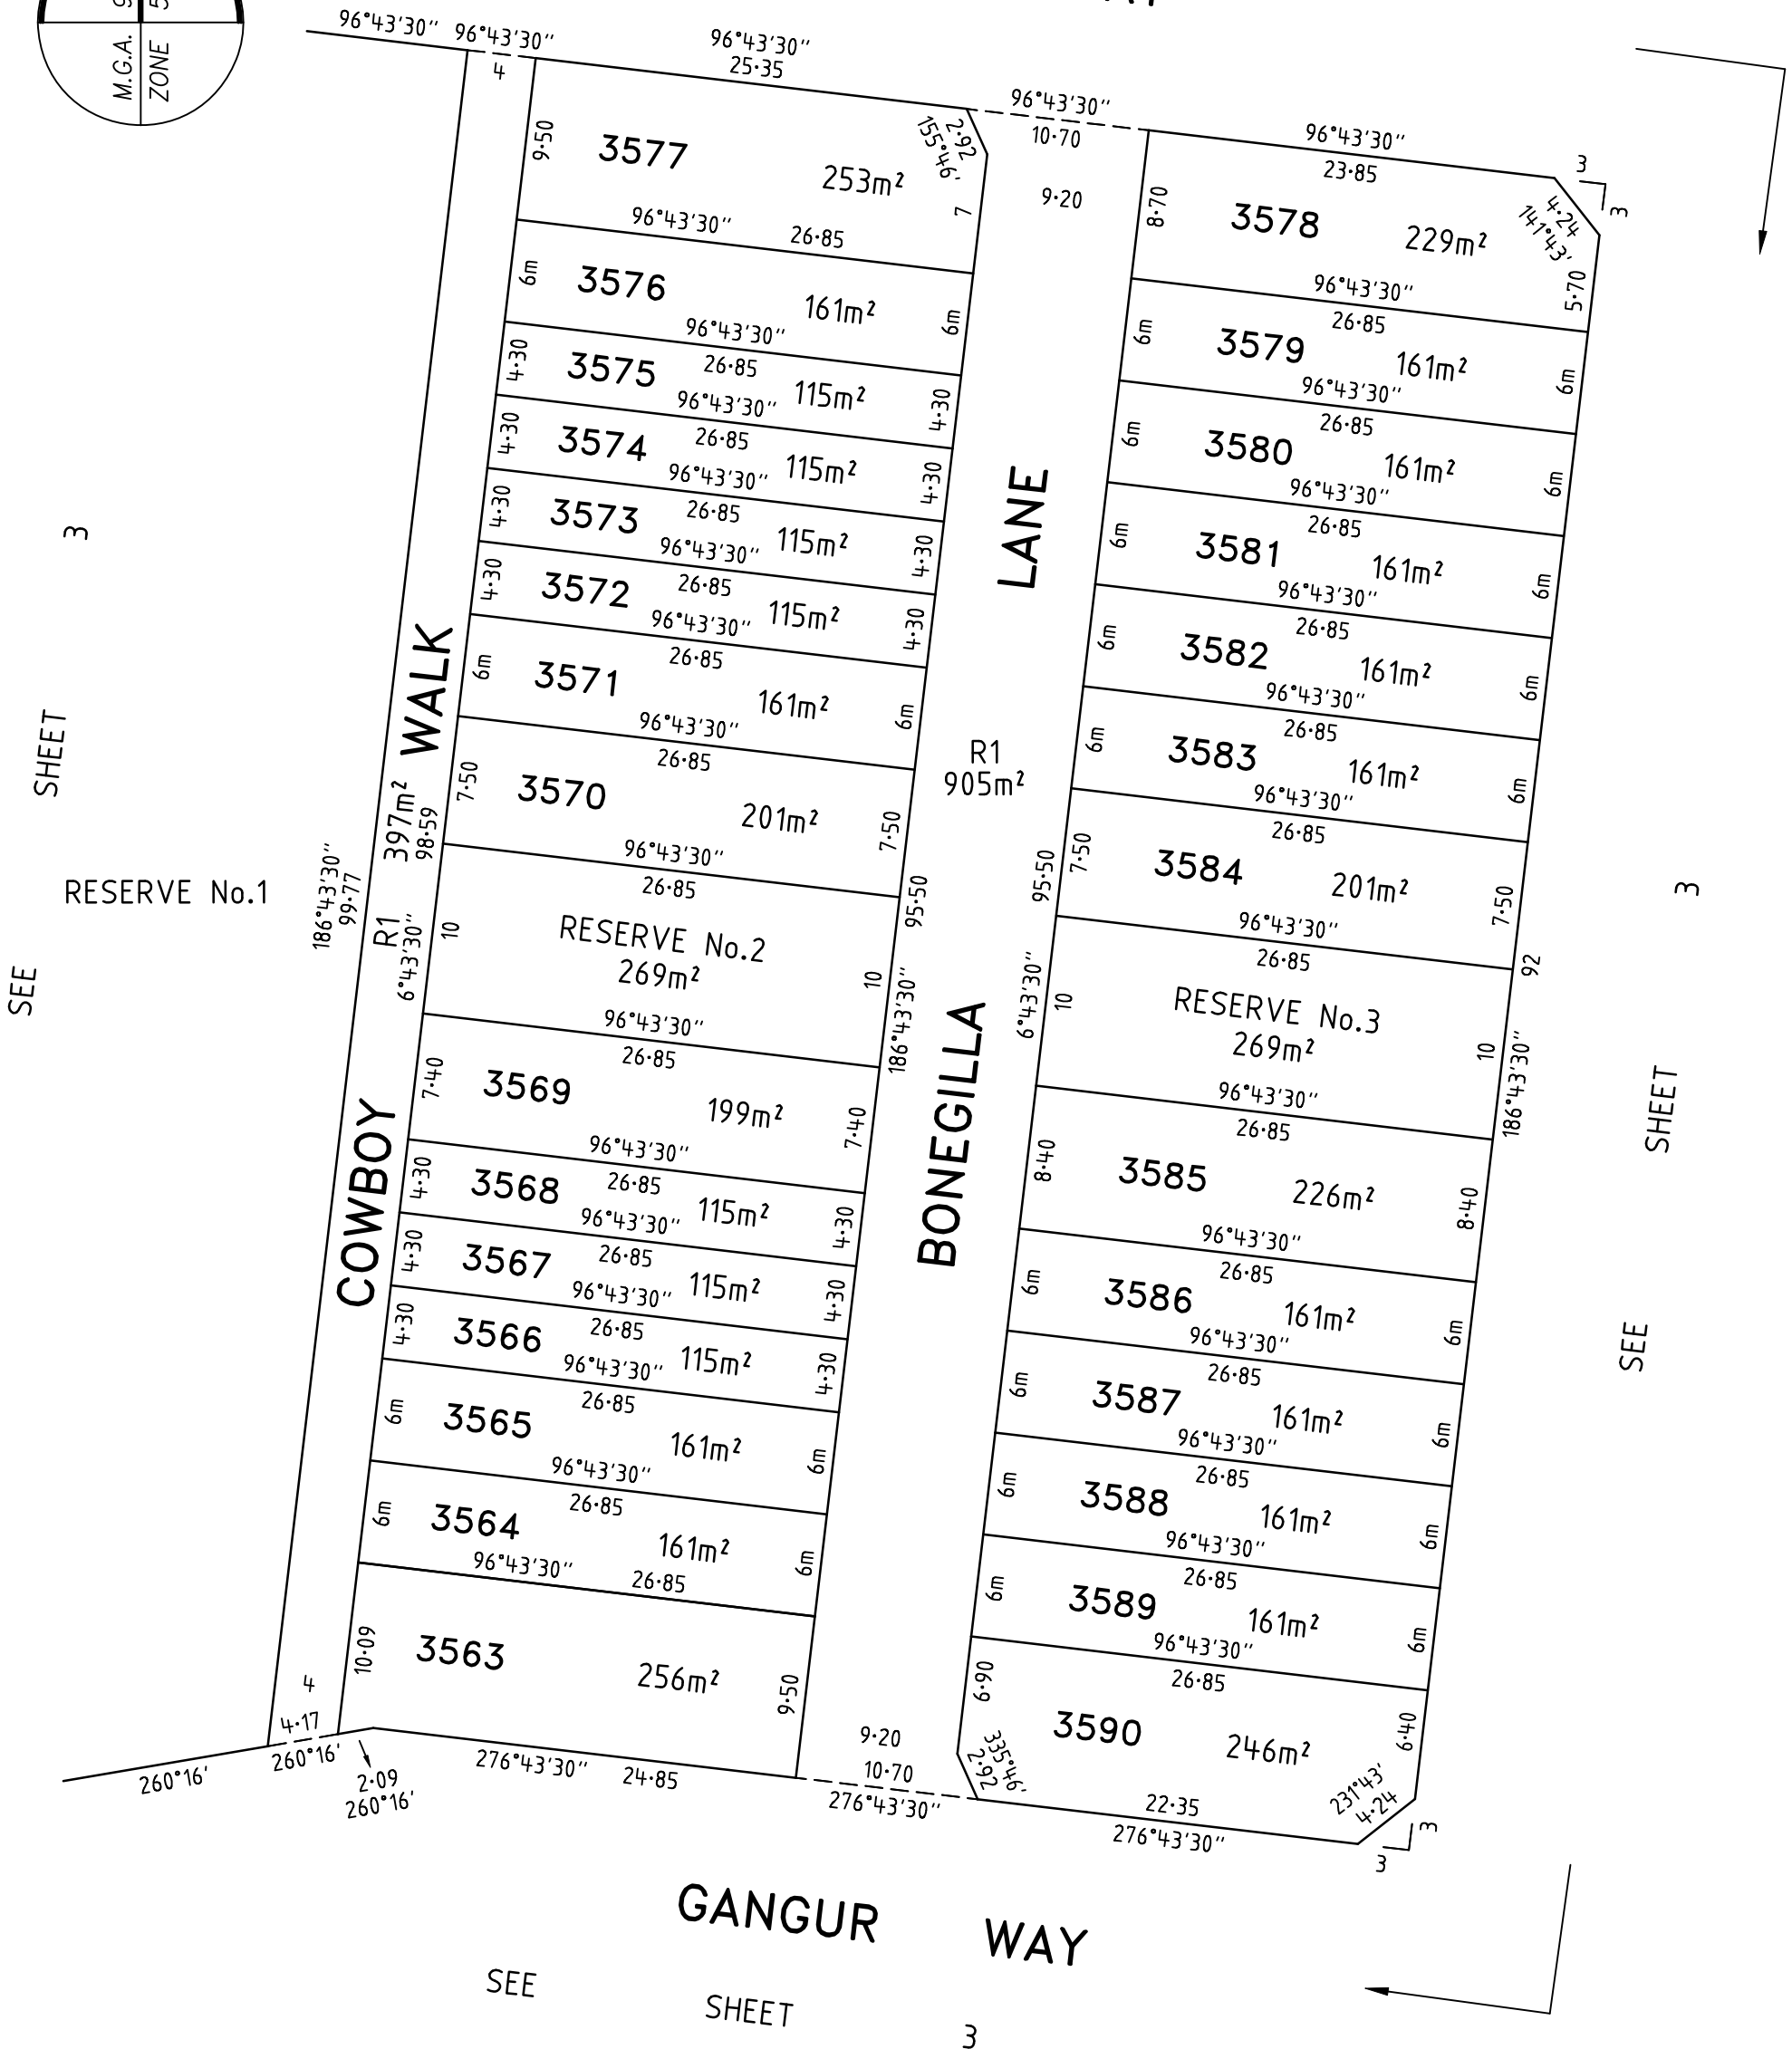 M.G.A.
ZONE
96°43'30"
96°43'30"
4
96°43'30"
25·35
96°43'30"
10·70
9·20
96°43'30"
23·85
3
3
9·50
3577
253m²
2·92
155°46'
7
96°43'30"
26·85
6m
3576
161m²
6m
96°43'30"
26·85
4·30
3575
115m²
4·30
96°43'30"
26·85
4·30
3574
115m²
4·30
96°43'30"
26·85
4·30
3573
115m²
4·30
96°43'30"
26·85
4·30
3572
115m²
4·30
96°43'30"
26·85
6m
3571
161m²
6m
96°43'30"
26·85
7·50
3570
201m²
7·50
96°43'30"
26·85
10
RESERVE No.2
269m²
10
96°43'30"
26·85
7·40
3569
199m²
7·40
96°43'30"
26·85
4·30
3568
115m²
4·30
96°43'30"
26·85
4·30
3567
115m²
4·30
96°43'30"
26·85
4·30
3566
115m²
4·30
96°43'30"
26·85
6m
3565
161m²
6m
96°43'30"
26·85
6m
3564
161m²
6m
96°43'30"
26·85
10·09
3563
256m²
9·50
8·70
3578
229m²
4·24
141°43'
5·70
96°43'30"
26·85
6m
3579
161m²
6m
96°43'30"
26·85
6m
3580
161m²
6m
96°43'30"
26·85
6m
3581
161m²
6m
96°43'30"
26·85
6m
3582
161m²
6m
96°43'30"
26·85
6m
3583
161m²
6m
96°43'30"
26·85
7·50
3584
201m²
7·50
96°43'30"
26·85
10
RESERVE No.3
269m²
10
96°43'30"
26·85
8·40
3585
226m²
8·40
96°43'30"
26·85
6m
3586
161m²
6m
96°43'30"
26·85
6m
3587
161m²
6m
96°43'30"
26·85
6m
3588
161m²
6m
96°43'30"
26·85
6m
3589
161m²
6m
96°43'30"
26·85
6·90
3590
246m²
6·40
335°46'
2·92
231°43'
4·24
COWBOY WALK
R1 397m²
6°43'30" 98·59
186°43'30"
99·77
BONEGILLA LANE
R1
905m²
186°43'30" 95·50
6°43'30" 95·50
186°43'30" 92
RESERVE No.1
SEE SHEET 3
SEE SHEET 3
4
4·17
260°16'
260°16'
2·09
260°16'
276°43'30" 24·85
9·20
10·70
276°43'30"
22·35
276°43'30"
3
3
GANGUR WAY
SEE SHEET 3